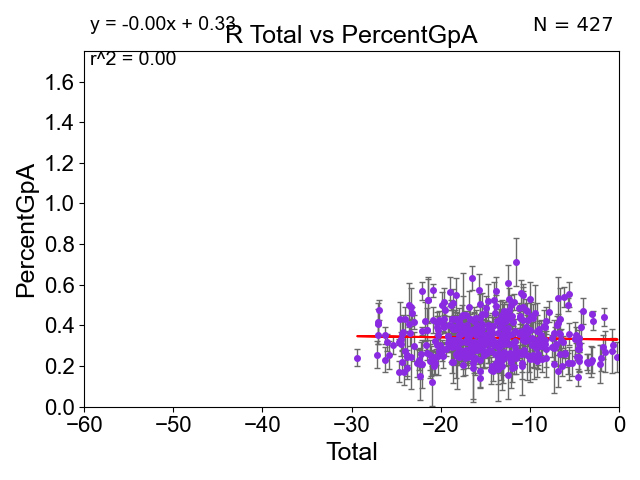 y = -0.00x + 0.33
R Total vs PercentGpA
N = 427
r^2 = 0.00
PercentGpA
1.6
1.4
1.2
1.0
0.8
0.6
0.4
0.2
0.0
−60 −50 −40 −30 −20 −10 0
Total